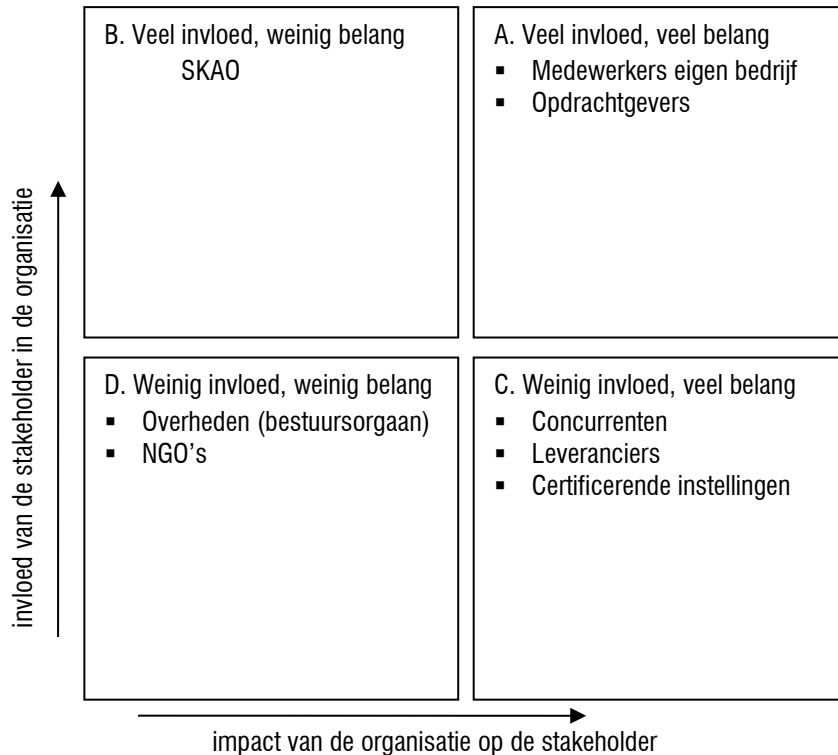 B. Veel invloed, weinig belang
SKAO
A. Veel invloed, veel belang
▪ Medewerkers eigen bedrijf
▪ Opdrachtgevers
invloed van de stakeholder in de organisatie
D. Weinig invloed, weinig belang
▪ Overheden (bestuursorgaan)
▪ NGO’s
C. Weinig invloed, veel belang
▪ Concurrenten
▪ Leveranciers
▪ Certificerende instellingen
impact van de organisatie op de stakeholder